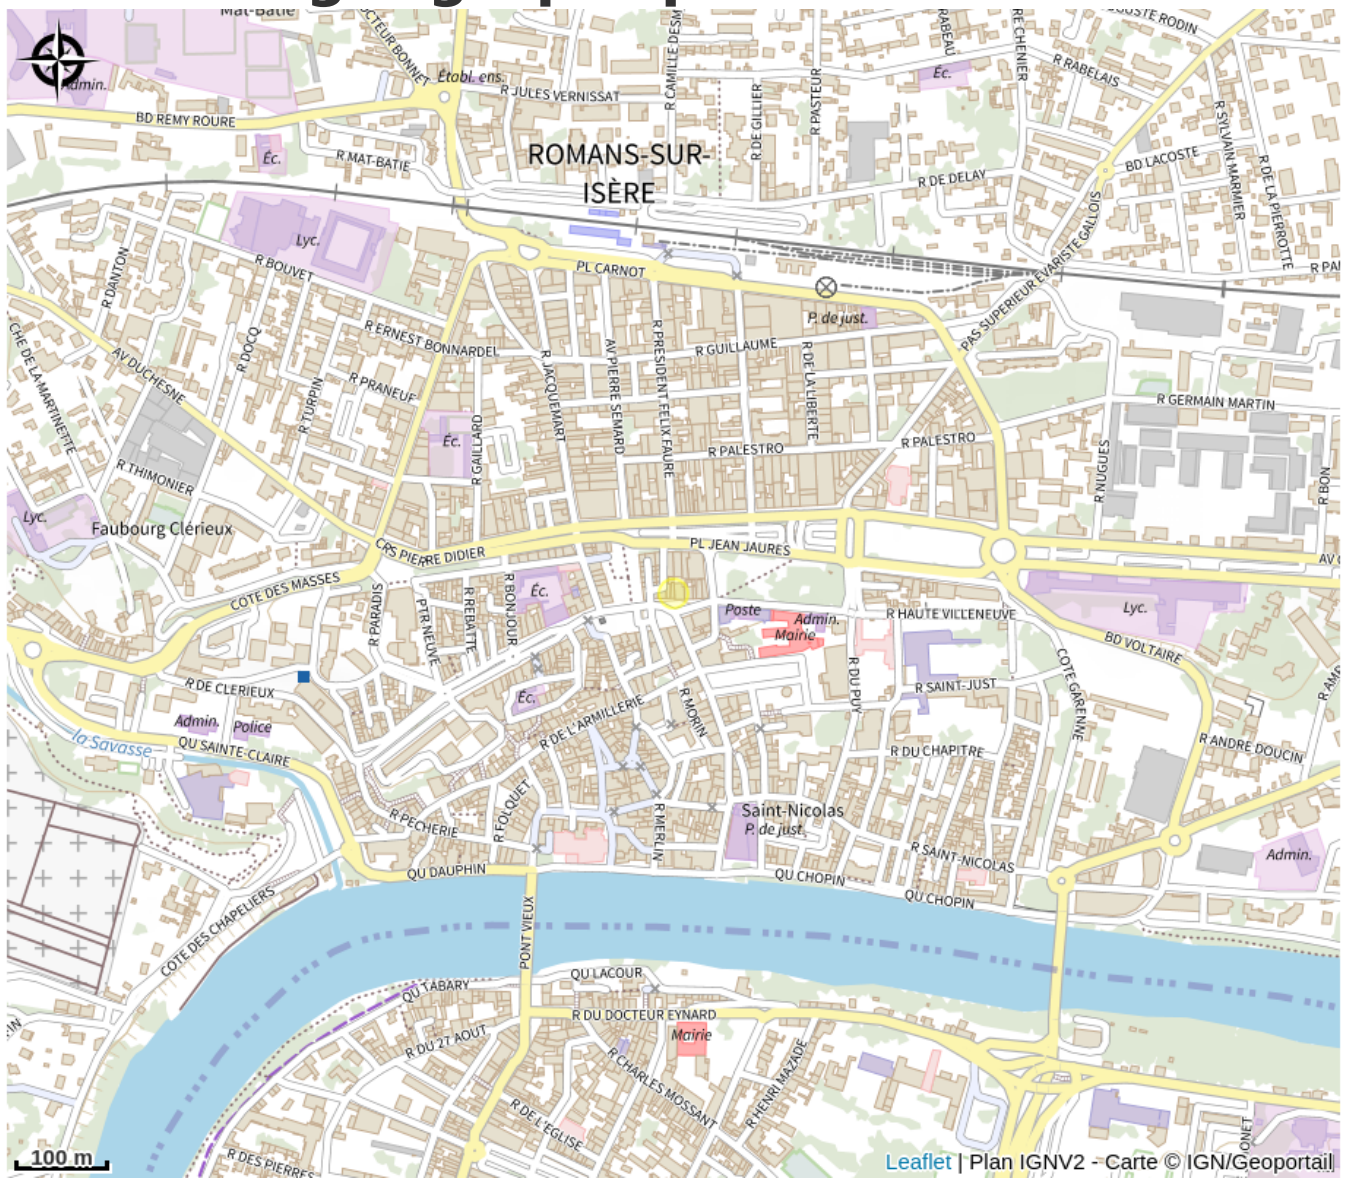 Mat-Batie
R DOCTEUR BONNET
Établ. ens.
R JULES VERNISSAT
R CAMILLE DESM
R DE GILLIER
R PASTEUR
RABEAU
RE CHENIER
GUSTE RODIN
R RABELAIS
Éc.
Admin.
BD REMY ROURE
Éc.
R MAT-BATIE
ROMANS-SUR-
ISÈRE
R DE DELAY
BD LACOSTE
R SYLVAIN MARMIER
R DE LA PIERROTTE
Lyc.
R BOUVET
R DANTON
PL CARNOT
PAS SUPERIEUR EVARISTE GALLOIS
R PA
P. de just.
CHE DE LA MARTINETTE
AV DUCHESNE
R DOCQ
R ERNEST BONNARDEL
R PRANEUF
R TURPIN
R JACQUEMART
AV PIERRE SEMARD
R PRESIDENT FELIX FAURE
R GUILLAUME
R DE LA LIBERTE
R GERMAIN MARTIN
Éc.
R GAILLARD
R PALESTRO
R PALESTRO
R NUGUES
R BON
R THIMONIER
Lyc.
Faubourg Clérieux
CRS PIERRE DIDIER
PL JEAN JAURES
AV
COTE DES MASSES
R PARADIS
PTR NEUVE
R REBATTE
R BONJOUR
Éc.
Poste
Admin.
Mairie
R HAUTE VILLENEUVE
Lyc.
BD VOLTAIRE
R DE CLERIEUX
Éc.
R MORIN
R DU PUY
R SAINT-JUST
COTE GARENNE
R AMP
Admin.
Police
la Savasse
QU SAINTE-CLAIRE
R DE L'ARMILLERIE
R DU CHAPITRE
R ANDRE DOUCIN
R PECHERIE
R FOLQUET
R MERLIN
Saint-Nicolas
P. de just.
R SAINT-NICOLAS
Admin.
QU DAUPHIN
QU CHOPIN
QU CHOPIN
COTE DES CHAPELIERS
PONT VIEUX
QU TABARY
QU LACOUR
R DU DOCTEUR EYNARD
Mairie
R DU 27 AOUT
R CHARLES MOSSANT
R HENRI MAZADE
R DE L'EGLISE
R DES PIERRES
ONET
100 m
Leaflet | Plan IGNV2 - Carte © IGN/Geoportail